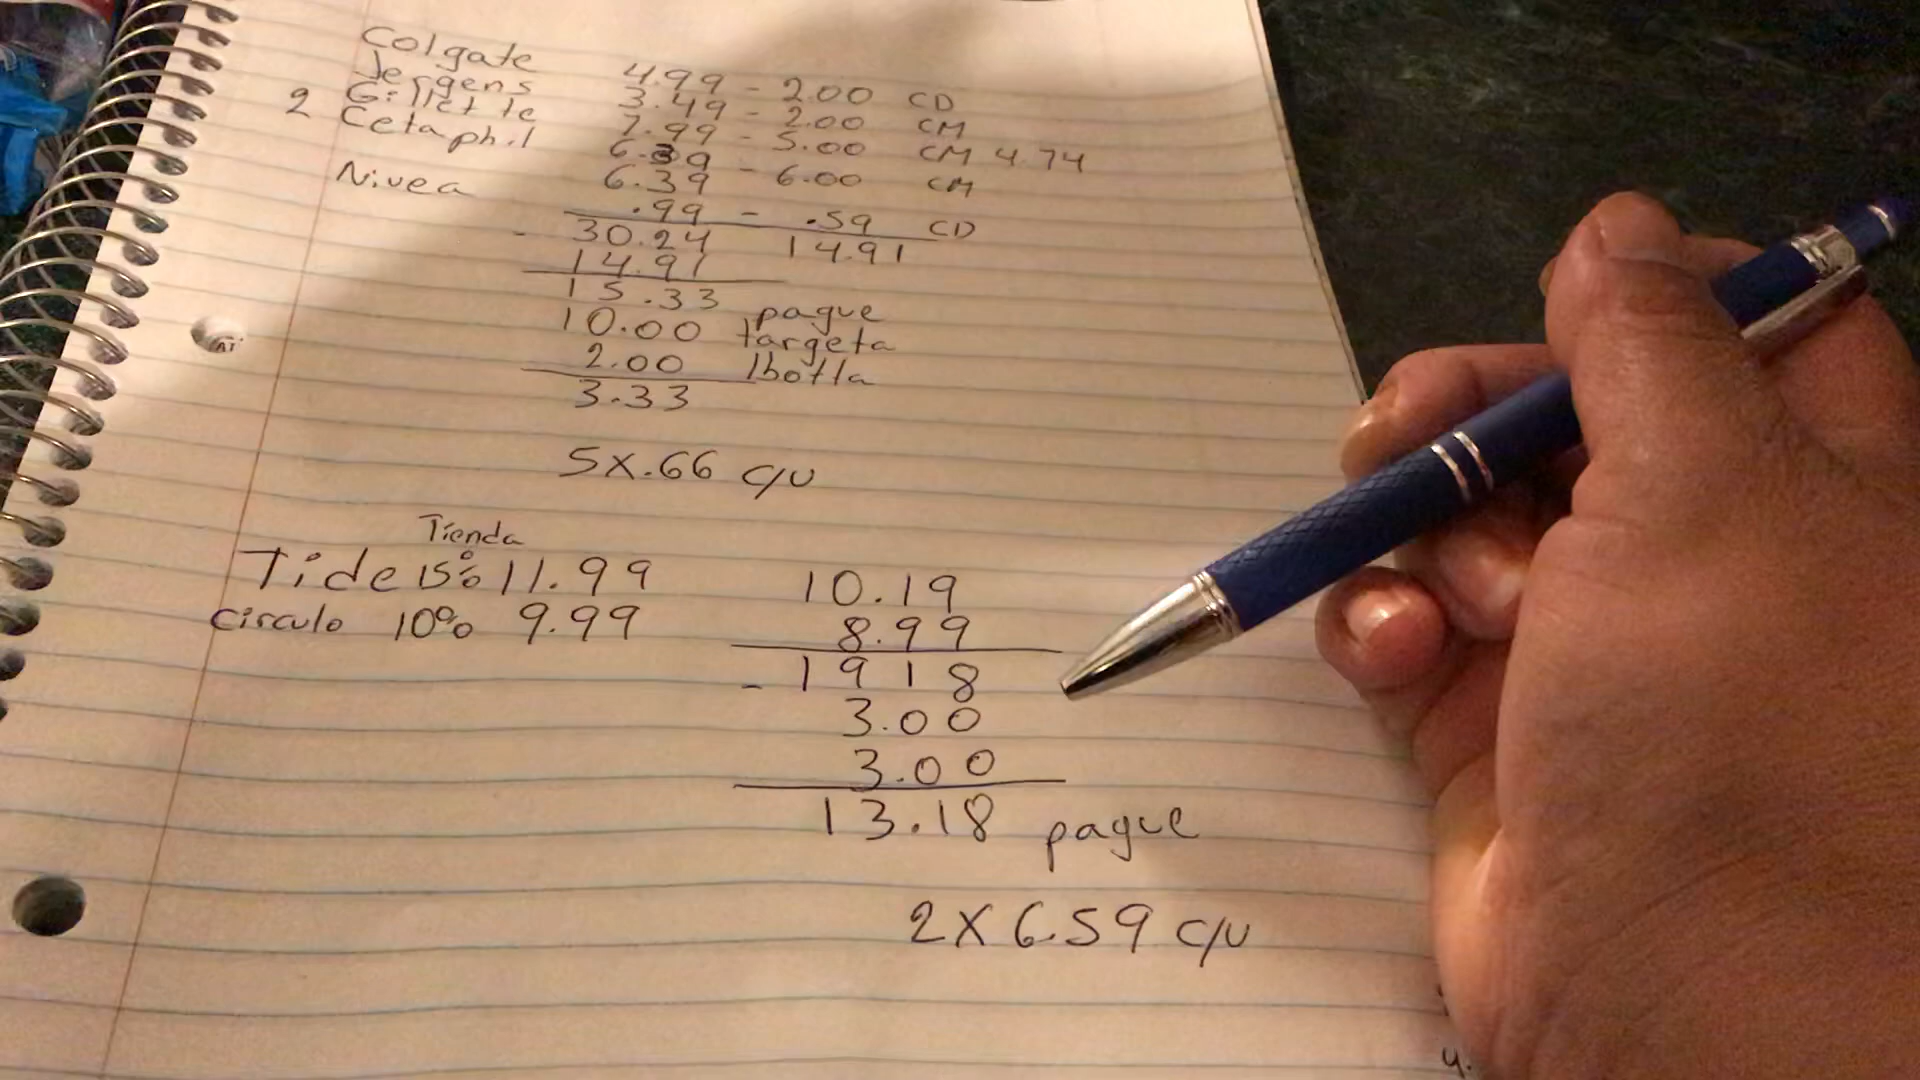 Colgate 4.99 - 2.00 CD
Jergens 3.49 - 2.00 CM
Gillette 7.99 - 5.00 CM 4.74
2 Cetaphil 6.39 - 6.00 CM
6.39
Nivea .99 - .59 CD
- 30.24 14.91
14.91
15.33 pague
10.00 targeta
2.00 Ibotta
3.33
5X.66 c/u
Tienda
Tide 15% 11.99 10.19
Circulo 10% 9.99 8.99
- 1918
3.00
3.00
13.18 pague
2X6.59 c/u